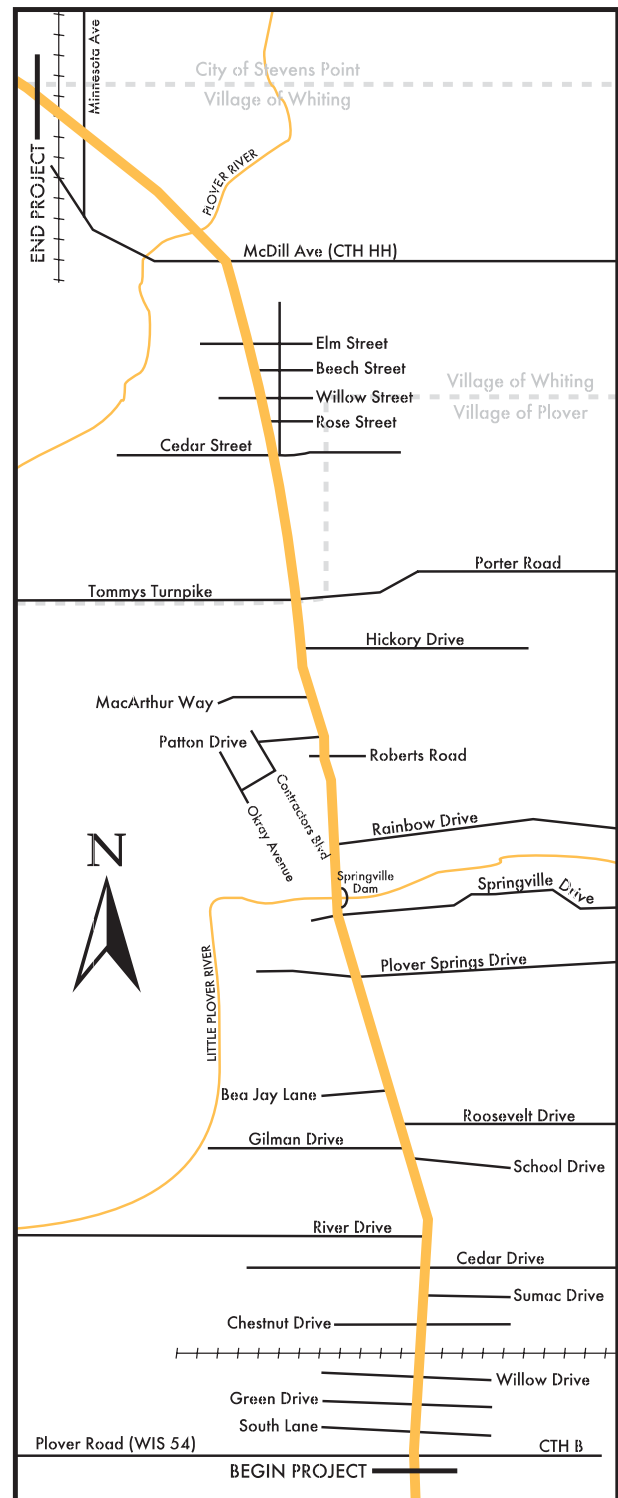 Minnesota Ave
City of Stevens Point
Village of Whiting
END PROJECT
PLOVER RIVER
McDill Ave (CTH HH)
Elm Street
Beech Street
Village of Whiting
Willow Street
Village of Plover
Rose Street
Cedar Street
Porter Road
Tommys Turnpike
Hickory Drive
MacArthur Way
Patton Drive
Roberts Road
Contractors Blvd
Okray Avenue
Rainbow Drive
N
Springville
Dam
Springville Drive
LITTLE PLOVER RIVER
Plover Springs Drive
Bea Jay Lane
Roosevelt Drive
Gilman Drive
School Drive
River Drive
Cedar Drive
Sumac Drive
Chestnut Drive
Willow Drive
Green Drive
South Lane
Plover Road (WIS 54)
CTH B
BEGIN PROJECT